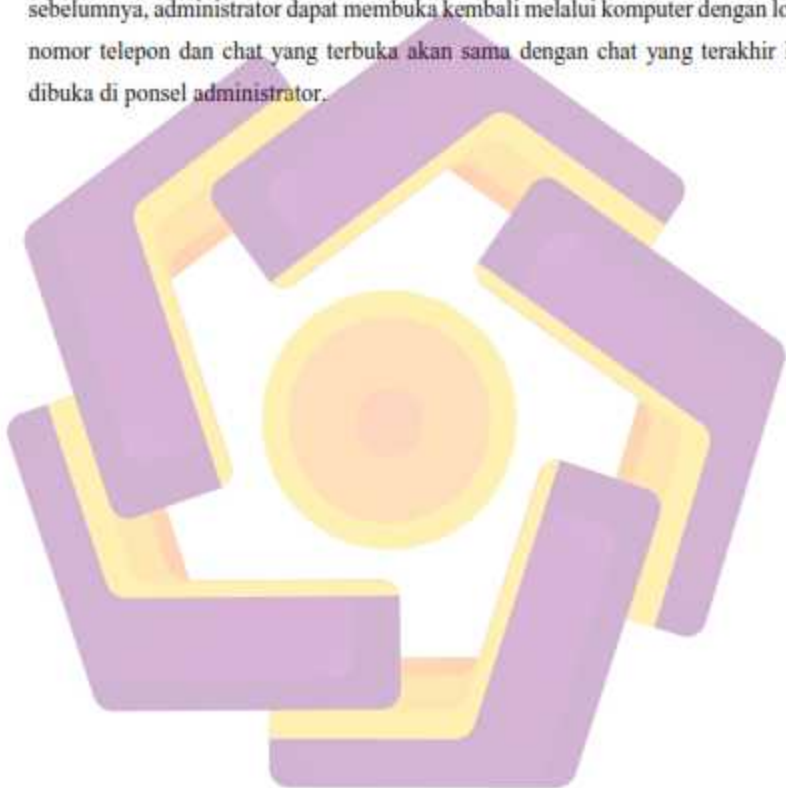 sebelumnya, administrator dapat membuka kembali melalui komputer dengan
nomor telepon dan chat yang terbuka akan sama dengan chat yang terakhir
dibuka di ponsel administrator.